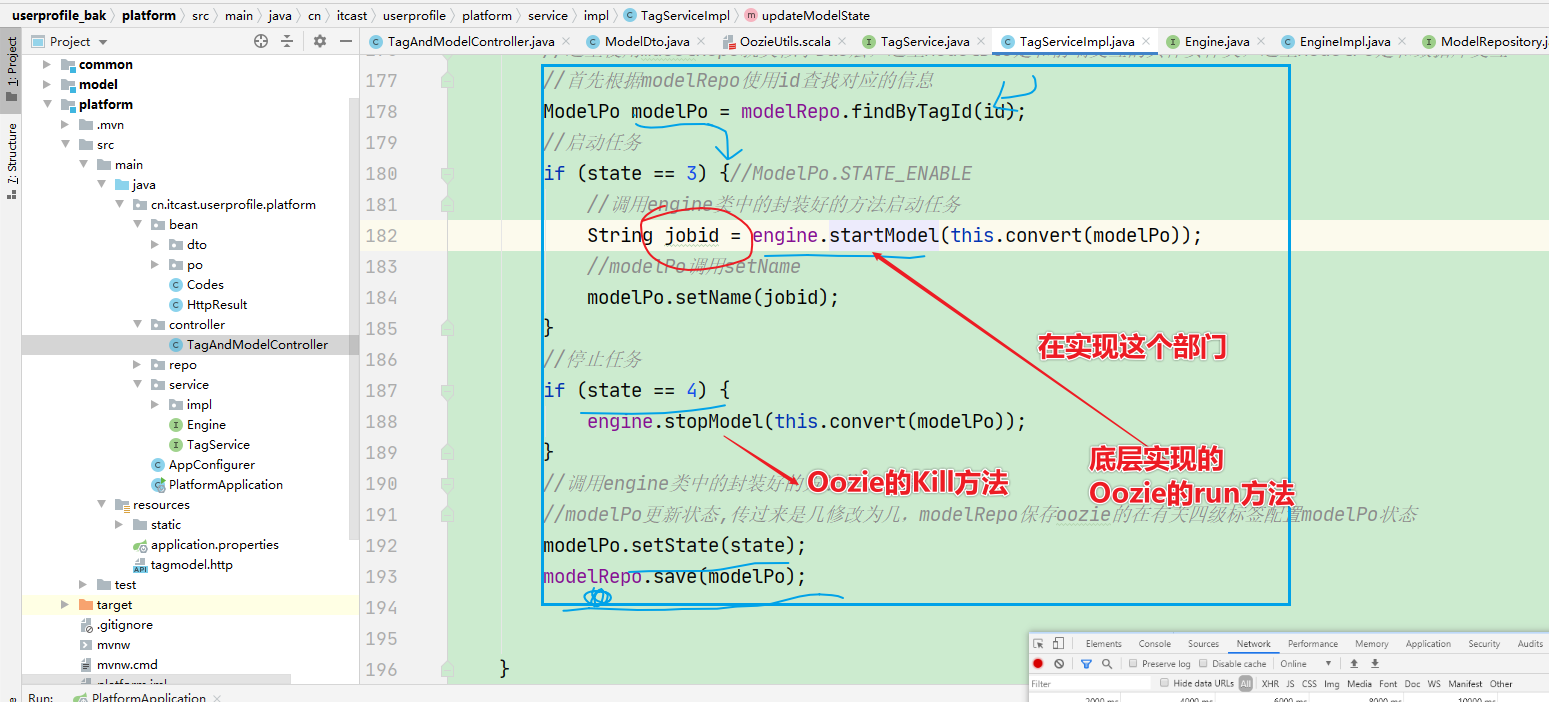 userprofile_bak platform src main java cn itcast userprofile platform service impl TagServiceImpl updateModelState
Project
TagAndModelController.java ModelDto.java OozieUtils.scala TagService.java TagServiceImpl.java Engine.java EngineImpl.java ModelRepository.j
1: Project
Z: Structure
common
model
platform
.mvn
src
main
java
cn.itcast.userprofile.platform
bean
dto
po
Codes
HttpResult
controller
TagAndModelController
repo
service
impl
Engine
TagService
AppConfigurer
PlatformApplication
resources
static
application.properties
tagmodel.http
test
target
.gitignore
mvnw
mvnw.cmd
platform.iml
Run: PlatformApplication
177 //首先根据modelRepo使用id查找对应的信息
178 ModelPo modelPo = modelRepo.findByTagId(id);
179 //启动任务
180 if (state == 3) {//ModelPo.STATE_ENABLE
181 //调用engine类中的封装好的方法启动任务
182 String jobid = engine.startModel(this.convert(modelPo));
183 //modelPo调用setName
184 modelPo.setName(jobid);
185 }
186 //停止任务
187 if (state == 4) {
188 engine.stopModel(this.convert(modelPo));
189 }
190 //调用engine类中的封装好的
191 //modelPo更新状态,传过来是几修改为几，modelRepo保存oozie的在有关四级标签配置modelPo状态
192 modelPo.setState(state);
193 modelRepo.save(modelPo);
194
195
196 }
在实现这个部门
底层实现的
Oozie的run方法
Oozie的Kill方法
Elements Console Sources Network Performance Memory Application Security Audits
Preserve log Disable cache Online
Filter Hide data URLs All XHR JS CSS Img Media Font Doc WS Manifest Other
2000 ms 4000 ms 6000 ms 8000 ms 10000 ms